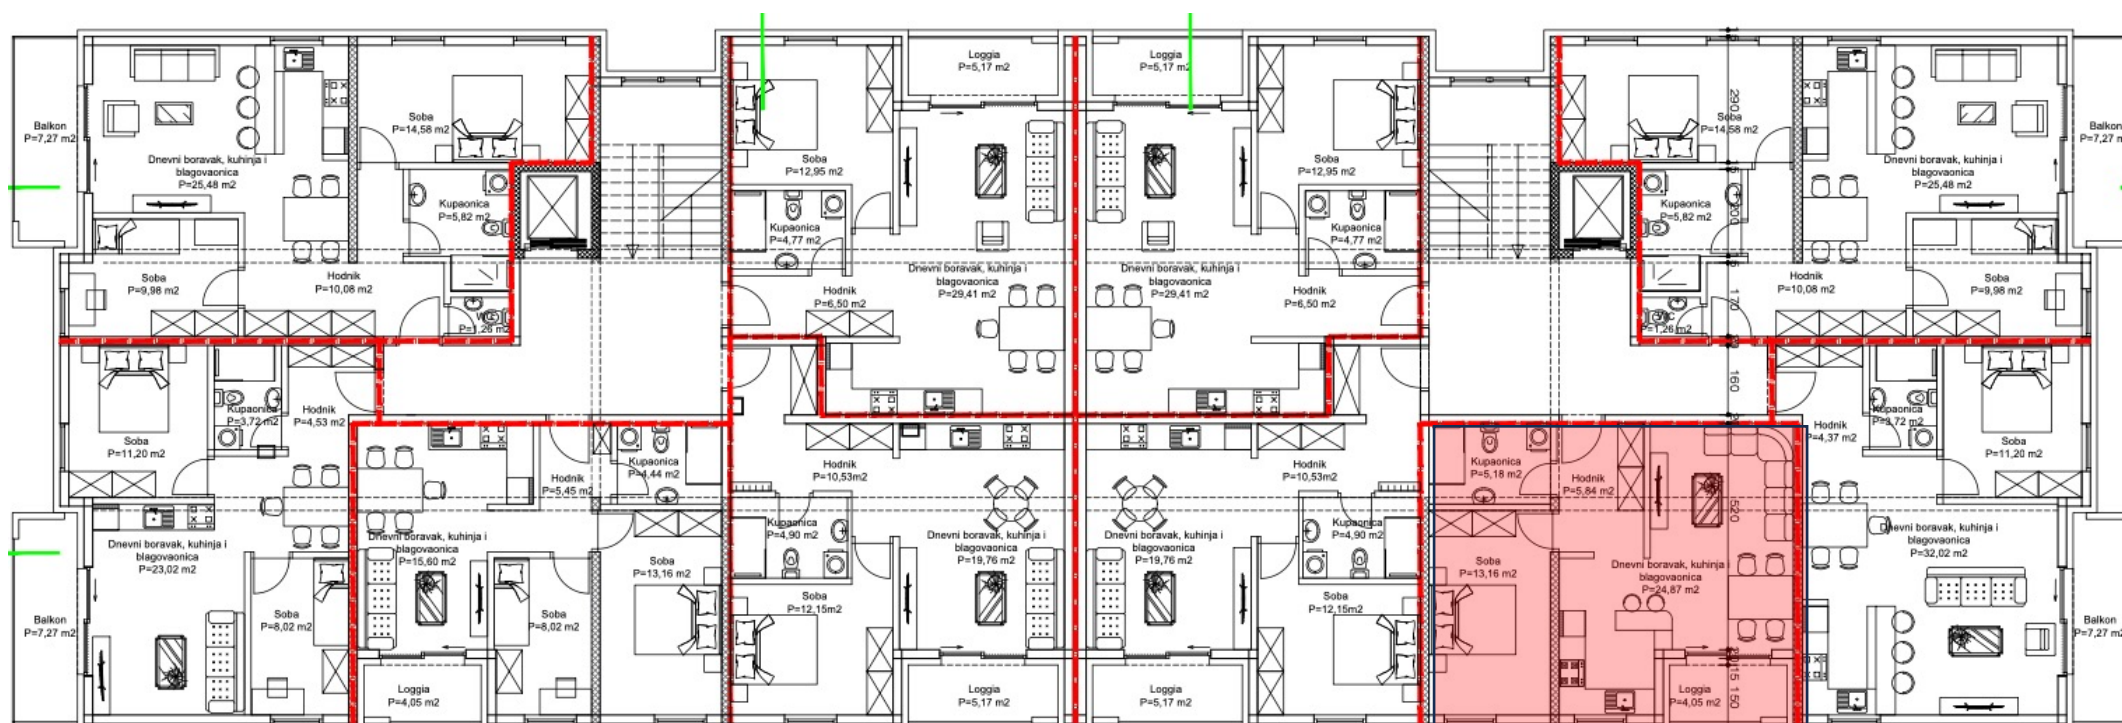 Balkon
P=7,27 m2
Dnevni boravak, kuhinja i
blagovaonica
P=25,48 m2
Soba
P=14,58 m2
Kupaonica
P=5,82 m2
Soba
P=9,98 m2
Hodnik
P=10,08 m2
WC
P=1,26 m2
Soba
P=12,95 m2
Loggia
P=5,17 m2
Kupaonica
P=4,77 m2
Dnevni boravak, kuhinja i
blagovaonica
P=29,41 m2
Hodnik
P=6,50 m2
Loggia
P=5,17 m2
Soba
P=12,95 m2
Kupaonica
P=4,77 m2
Dnevni boravak, kuhinja i
blagovaonica
P=29,41 m2
Hodnik
P=6,50 m2
290
Soba
P=14,58 m2
Kupaonica
P=5,82 m2
170
WC
P=1,26 m2
160
Hodnik
P=10,08 m2
Dnevni boravak, kuhinja i
blagovaonica
P=25,48 m2
Soba
P=9,98 m2
Balkon
P=7,27 m2
Soba
P=11,20 m2
Kupaonica
P=3,72 m2
Hodnik
P=4,53 m2
Dnevni boravak, kuhinja i
blagovaonica
P=23,02 m2
Balkon
P=7,27 m2
Soba
P=8,02 m2
Hodnik
P=5,45 m2
Kupaonica
P=4,44 m2
Dnevni boravak, kuhinja i
blagovaonica
P=15,60 m2
Soba
P=8,02 m2
Soba
P=13,16 m2
Loggia
P=4,05 m2
Hodnik
P=10,53m2
Kupaonica
P=4,90 m2
Dnevni boravak, kuhinja i
blagovaonica
P=19,76 m2
Soba
P=12,15m2
Loggia
P=5,17 m2
Hodnik
P=10,53m2
Kupaonica
P=4,90 m2
Dnevni boravak, kuhinja i
blagovaonica
P=19,76 m2
Soba
P=12,15m2
Loggia
P=5,17 m2
Kupaonica
P=5,18 m2
Hodnik
P=5,84 m2
520
Soba
P=13,16 m2
Dnevni boravak, kuhinja i
blagovaonica
P=24,87 m2
Loggia
P=4,05 m2
150
Hodnik
P=4,37 m2
Kupaonica
P=3,72 m2
Soba
P=11,20 m2
Dnevni boravak, kuhinja i
blagovaonica
P=32,02 m2
Balkon
P=7,27 m2